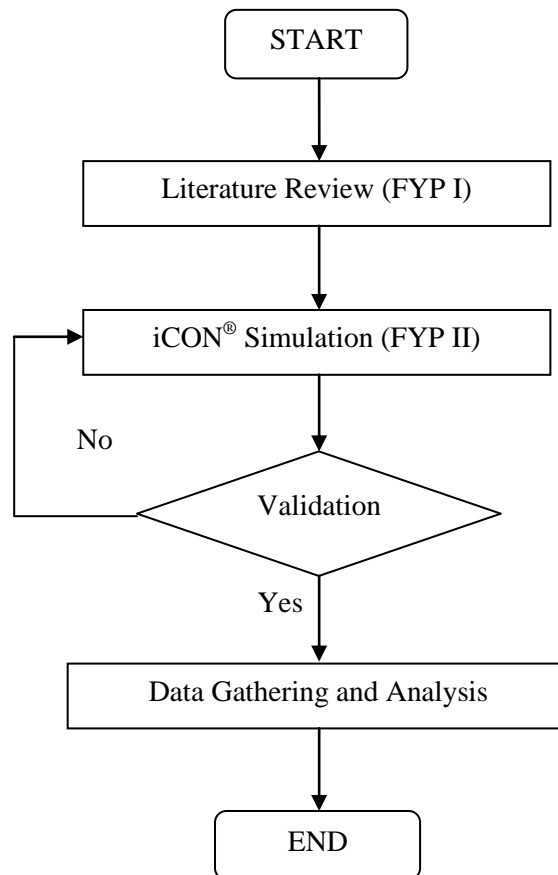 START
Literature Review (FYP I)
iCON® Simulation (FYP II)
No
Validation
Yes
Data Gathering and Analysis
END